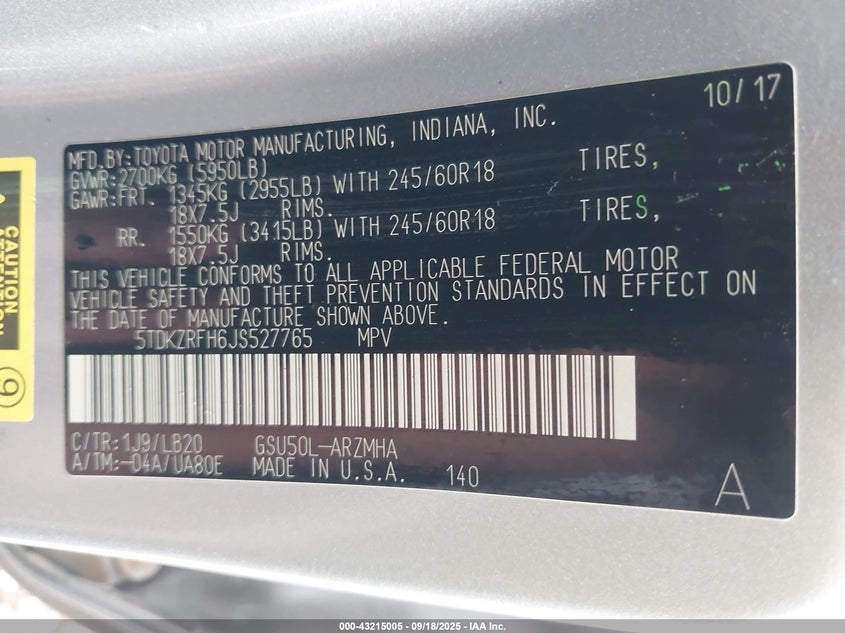 10/17
MFD.BY:TOYOTA MOTOR MANUFACTURING, INDIANA, INC.
GVWR:2700KG (5950LB)
GAWR:FRT. 1345KG (2955LB) WITH 245/60R18 TIRES,
18X7.5J RIMS.
RR. 1550KG (3415LB) WITH 245/60R18 TIRES,
18X7.5J RIMS.
THIS VEHICLE CONFORMS TO ALL APPLICABLE FEDERAL MOTOR
VEHICLE SAFETY AND THEFT PREVENTION STANDARDS IN EFFECT ON
THE DATE OF MANUFACTURE SHOWN ABOVE.
5TDKZRFH6JS527765 MPV
C/TR:1J9/LB20 GSU50L-ARZMHA
A/TM:-04A/UA80E MADE IN U.S.A. 140
A
CAUTION
ATTENTION
9
000-43215005 - 09/18/2025 - IAA Inc.